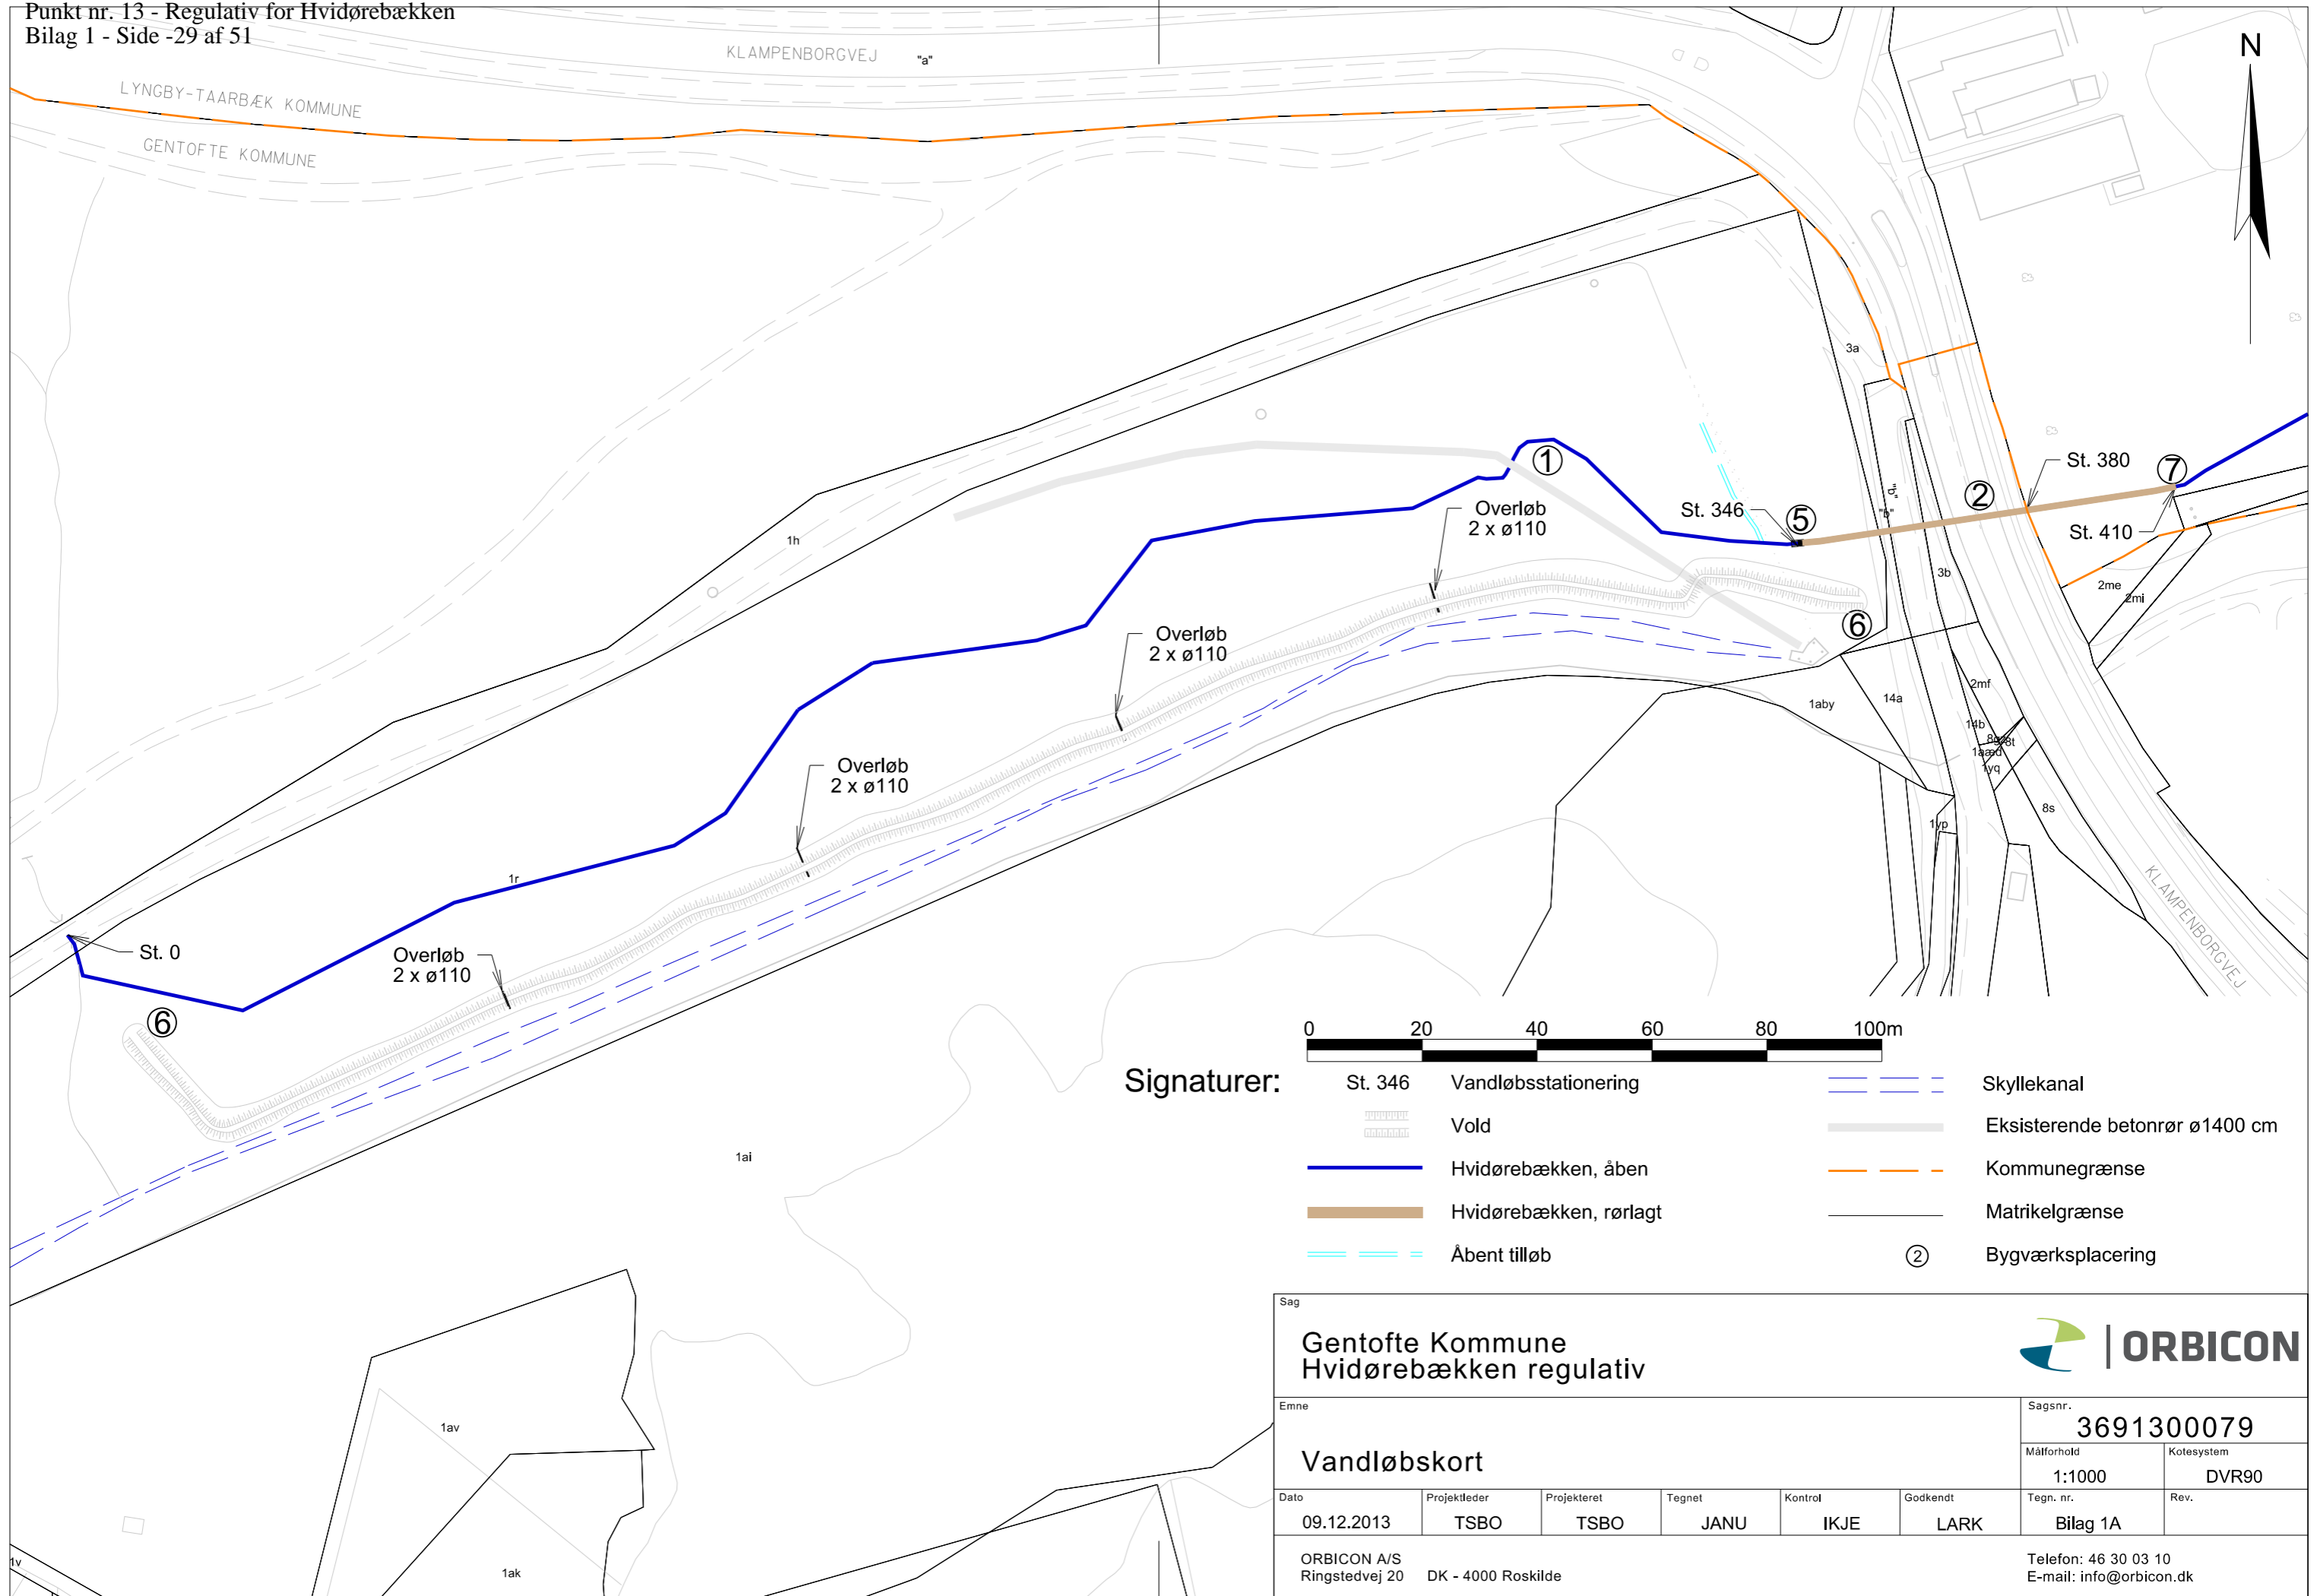 Punkt nr. 13 - Regulativ for Hvidørebækken
Bilag 1 - Side -29 af 51
KLAMPENBORGVEJ
"a"
LYNGBY-TAARBÆK KOMMUNE
GENTOFTE KOMMUNE
N
3a
"b"
"b"
1h
1
2
St. 380
7
St. 346
5
St. 410
Overløb
2 x ø110
3b
2me
2mi
6
Overløb
2 x ø110
2mf
14a
1aby
14b
8t
1aæd
1yq
Overløb
2 x ø110
8s
1yp
1r
KLAMPENBORGVEJ
St. 0
Overløb
2 x ø110
6
0 20 40 60 80 100m
Signaturer:
St. 346 Vandløbsstationering
Skyllekanal
Vold
Eksisterende betonrør ø1400 cm
Hvidørebækken, åben
Kommunegrænse
Hvidørebækken, rørlagt
Matrikelgrænse
Åbent tilløb
2 Bygværksplacering
1ai
1av
1ak
1v
Sag
Gentofte Kommune
Hvidørebækken regulativ
ORBICON
Emne
Vandløbskort
Sagsnr.
3691300079
Målforhold
1:1000
Kotesystem
DVR90
Dato
09.12.2013
Projektleder
TSBO
Projekteret
TSBO
Tegnet
JANU
Kontrol
IKJE
Godkendt
LARK
Tegn. nr.
Bilag 1A
Rev.
ORBICON A/S
Ringstedvej 20 DK - 4000 Roskilde
Telefon: 46 30 03 10
E-mail: info@orbicon.dk